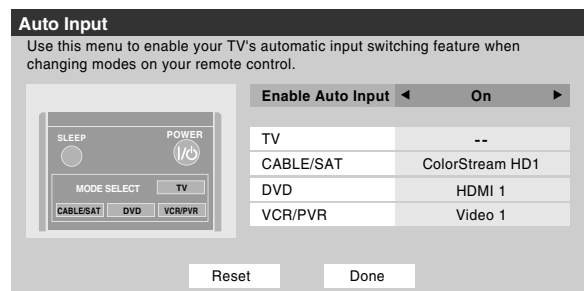 Auto Input
Use this menu to enable your TV's automatic input switching feature when
changing modes on your remote control.
SLEEP POWER
I/⏻
MODE SELECT TV
CABLE/SAT DVD VCR/PVR
Enable Auto Input ◀ On ▶
TV --
CABLE/SAT ColorStream HD1
DVD HDMI 1
VCR/PVR Video 1
Reset Done